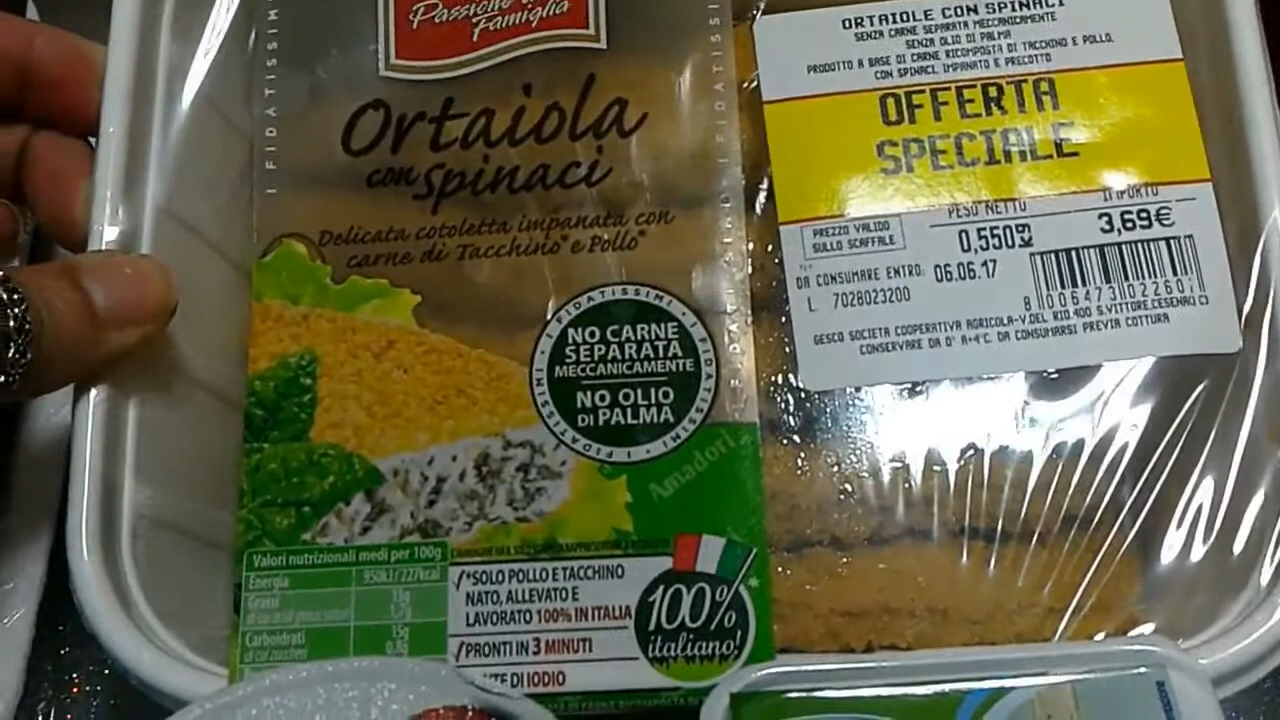 Passione
Famiglia
Ortaiola
con spinaci
Delicata cotoletta impanata con
carne di Tacchino* e Pollo*
I FIDATISSIMI
NO CARNE
SEPARATA
MECCANICAMENTE
NO OLIO
DI PALMA
Amadori
Valori nutrizionali medi per 100g
Energia 950kJ/227kcal
Grassi
Carboidrati 15g
di cui zuccheri 0,8g
√*SOLO POLLO E TACCHINO
NATO, ALLEVATO E
LAVORATO 100% IN ITALIA
√PRONTI IN 3 MINUTI
DI IODIO
100%
italiano!
ORTAIOLE CON SPINACI
SENZA CARNE SEPARATA MECCANICAMENTE
SENZA OLIO DI PALMA
PRODOTTO A BASE DI CARNE RICOMPOSTA DI TACCHINO E POLLO,
CON SPINACI, IMPANATO E PRECOTTO
OFFERTA
SPECIALE
PESO NETTO IMPORTO
PREZZO VALIDO
SULLO SCAFFALE
0,550 3,69€
DA CONSUMARE ENTRO: 06.06.17
L 7028023200
8 006473 022601
GESCO SOCIETA COOPERATIVA AGRICOLA-V.DEL RIO,400 S.VITTORE,CESENA
CONSERVARE DA 0° A+4°C. DA CONSUMARSI PREVIA COTTURA